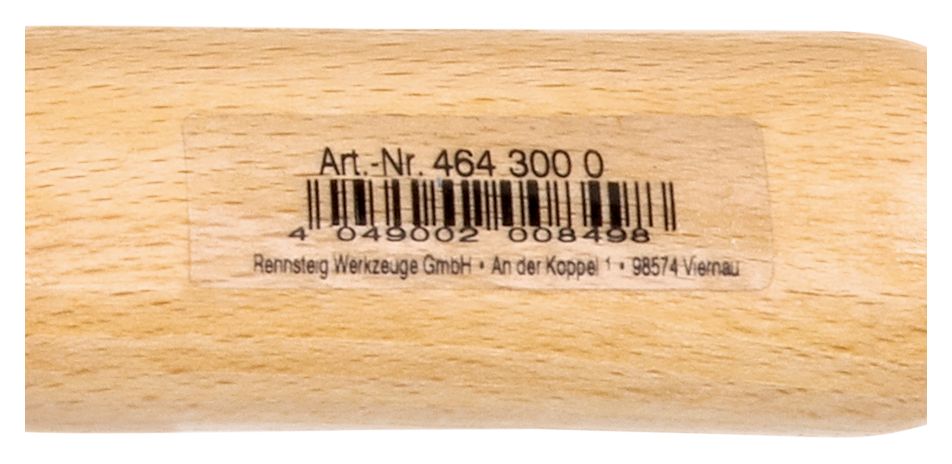 Art.-Nr. 464 300 0
4 049002 008498
Rennsteig Werkzeuge GmbH • An der Koppel 1 • 98574 Viernau